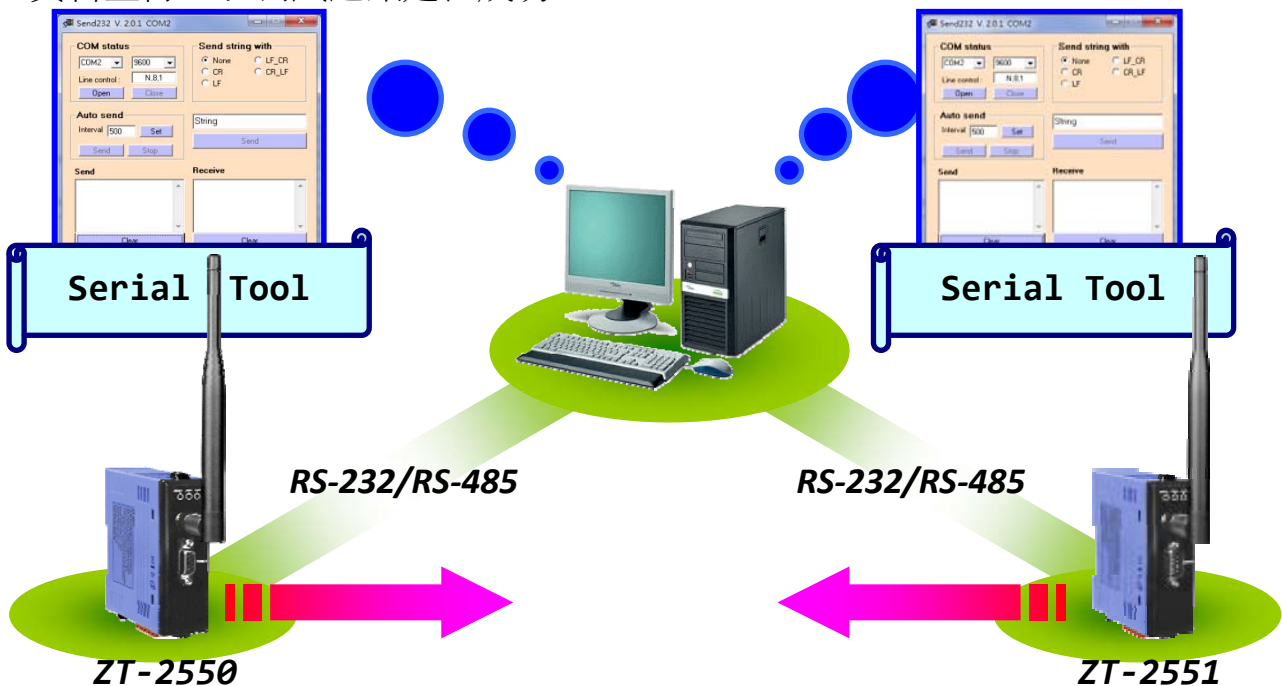 Send232 V. 2.0.1 COM2
COM status
COM2
9600
Line control :
N,8,1
Open
Close
Send string with
None
LF_CR
CR
CR_LF
LF
Auto send
Interval
500
Set
Send
Stop
String
Send
Send
Receive
Clear
Clear
Serial Tool
Send232 V. 2.0.1 COM2
COM status
COM2
9600
Line control :
N,8,1
Open
Close
Send string with
None
LF_CR
CR
CR_LF
LF
Auto send
Interval
500
Set
Send
Stop
String
Send
Send
Receive
Clear
Clear
Serial Tool
RS-232/RS-485
RS-232/RS-485
ZT-2550
ZT-2551